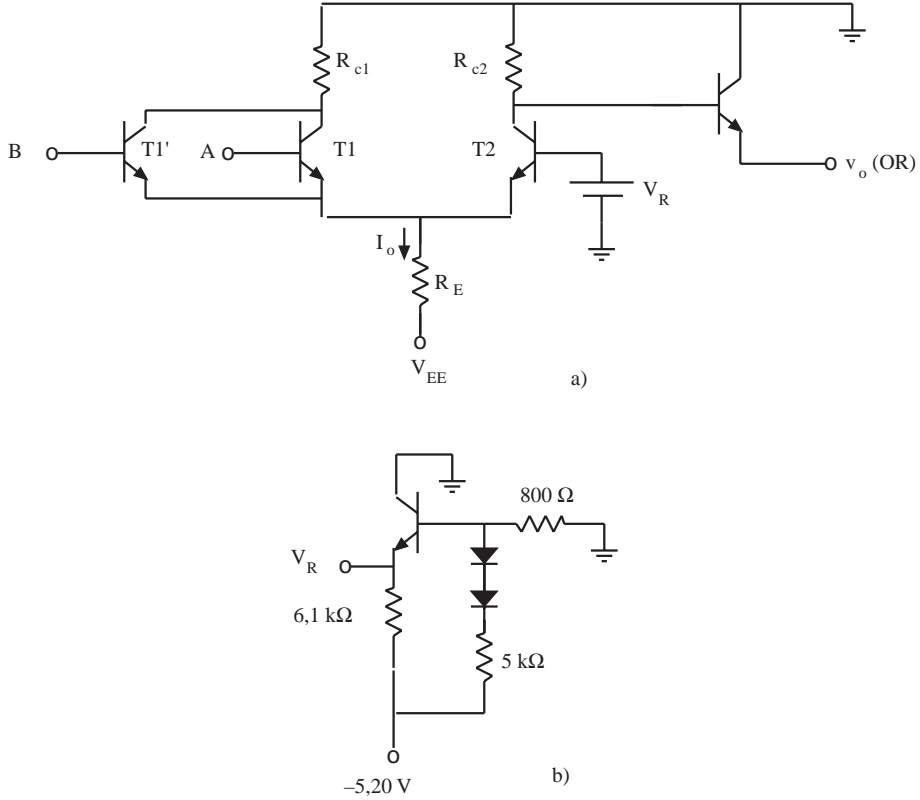 R c1
R c2
B
T1'
A
T1
T2
v o (OR)
V R
I o
R E
V EE
a)
800 Ω
V R
6,1 kΩ
5 kΩ
–5,20 V
b)